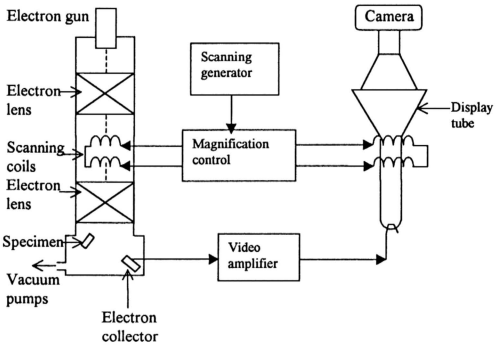 Electron gun
Camera
Scanning
generator
Electron
lens
Display
tube
Scanning
coils
Magnification
control
Electron
lens
Specimen
Video
amplifier
Vacuum
pumps
Electron
collector